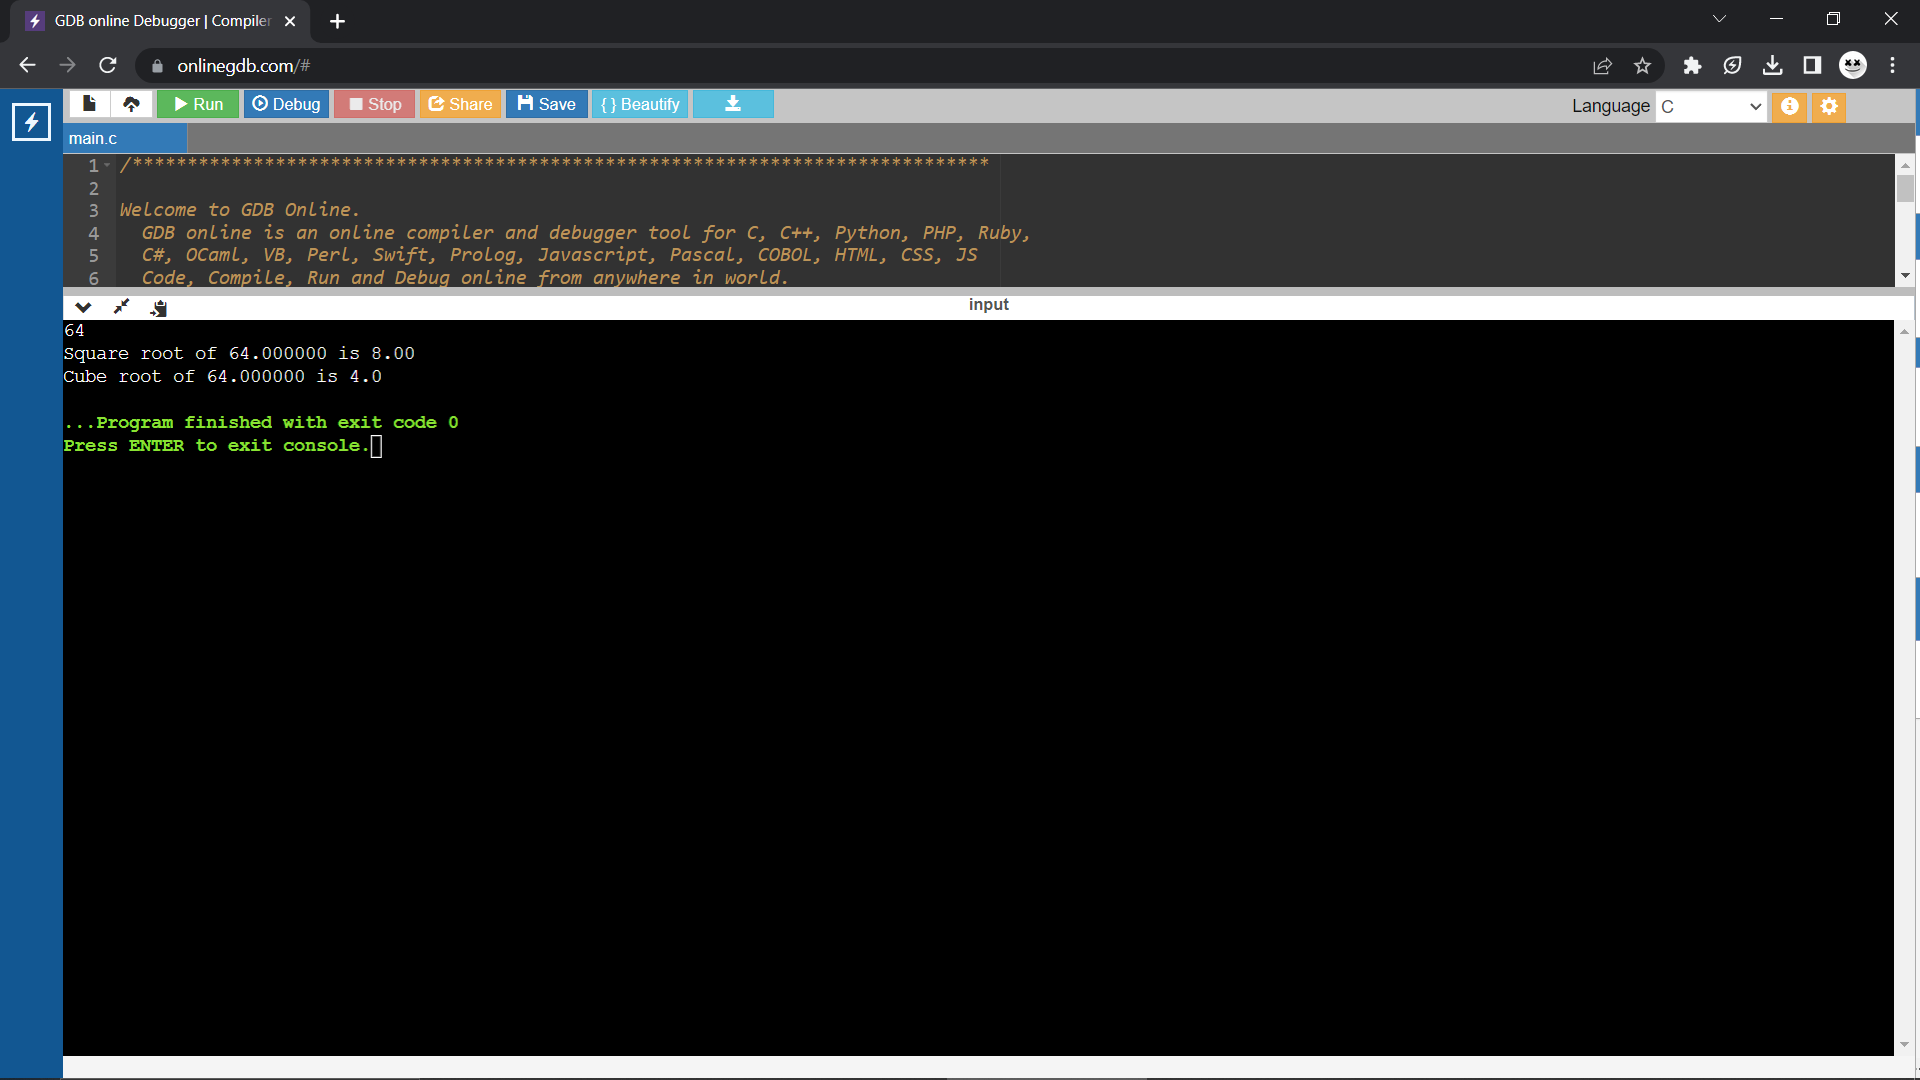 GDB online Debugger | Compiler
onlinegdb.com/#
Run Debug Stop Share Save { } Beautify Language C
main.c
1 /******************************************************************************
2
3 Welcome to GDB Online.
4 GDB online is an online compiler and debugger tool for C, C++, Python, PHP, Ruby,
5 C#, OCaml, VB, Perl, Swift, Prolog, Javascript, Pascal, COBOL, HTML, CSS, JS
6 Code, Compile, Run and Debug online from anywhere in world.
input
64
Square root of 64.000000 is 8.00
Cube root of 64.000000 is 4.0
...Program finished with exit code 0
Press ENTER to exit console.